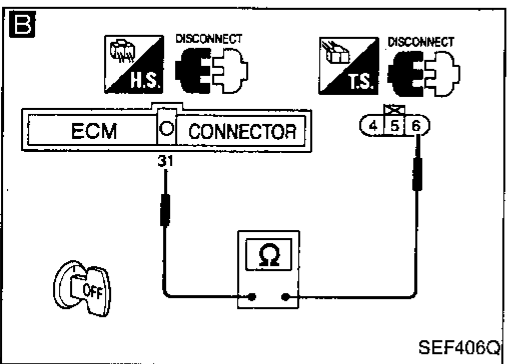 B
DISCONNECT
H.S.
DISCONNECT
T.S.
ECM CONNECTOR
31
4 5 6
Ω
OFF
SEF406Q